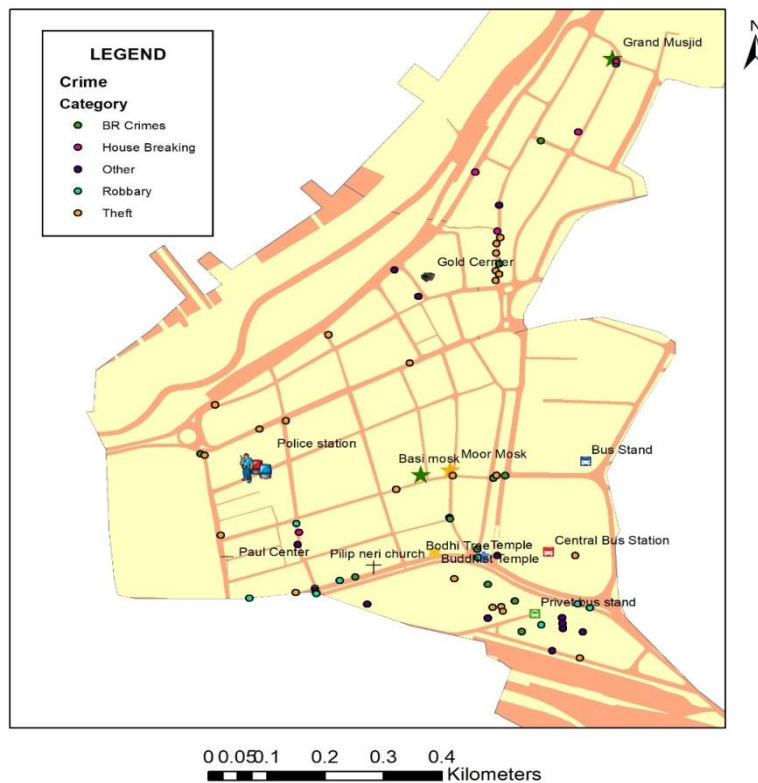 N
Grand Musjid
LEGEND
Crime
Category
BR Crimes
House Breaking
Other
Robbary
Theft
Gold Cernter
Police station
Basi mosk
Moor Mosk
Bus Stand
Paul Center
Pilip neri church
Bodhi Tree Temple
Buddhist Temple
Central Bus Station
Privet bus stand
0 0.05 0.1 0.2 0.3 0.4
Kilometers